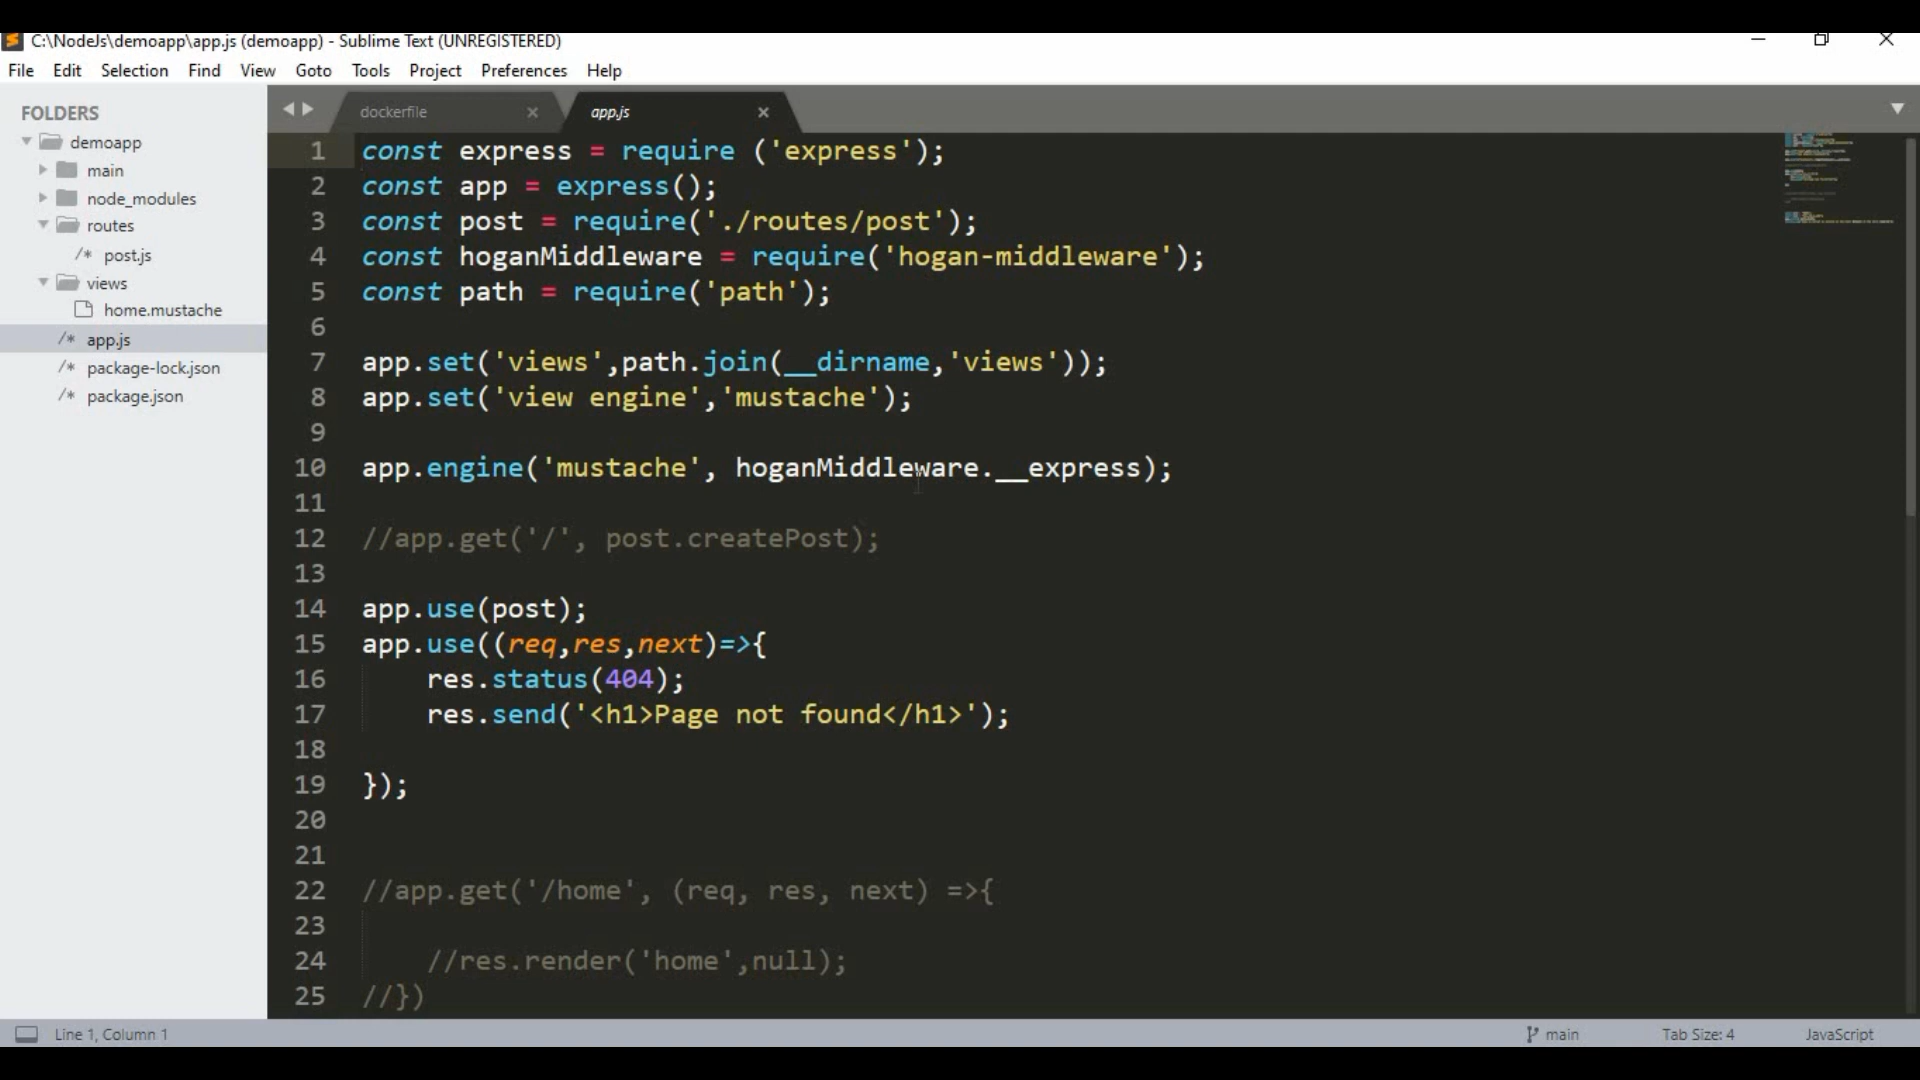 C:\NodeJs\demoapp\app.js (demoapp) - Sublime Text (UNREGISTERED)
File Edit Selection Find View Goto Tools Project Preferences Help
FOLDERS
demoapp
main
node_modules
routes
/* post.js
views
home.mustache
/* app.js
/* package-lock.json
/* package.json
dockerfile × app.js ×
1 const express = require ('express');
2 const app = express();
3 const post = require('./routes/post');
4 const hoganMiddleware = require('hogan-middleware');
5 const path = require('path');
6
7 app.set('views',path.join(__dirname,'views'));
8 app.set('view engine','mustache');
9
10 app.engine('mustache', hoganMiddleware.__express);
11
12 //app.get('/', post.createPost);
13
14 app.use(post);
15 app.use((req,res,next)=>{
16 res.status(404);
17 res.send('<h1>Page not found</h1>');
18
19 });
20
21
22 //app.get('/home', (req, res, next) =>{
23
24 //res.render('home',null);
25 //})
Line 1, Column 1 main Tab Size: 4 JavaScript